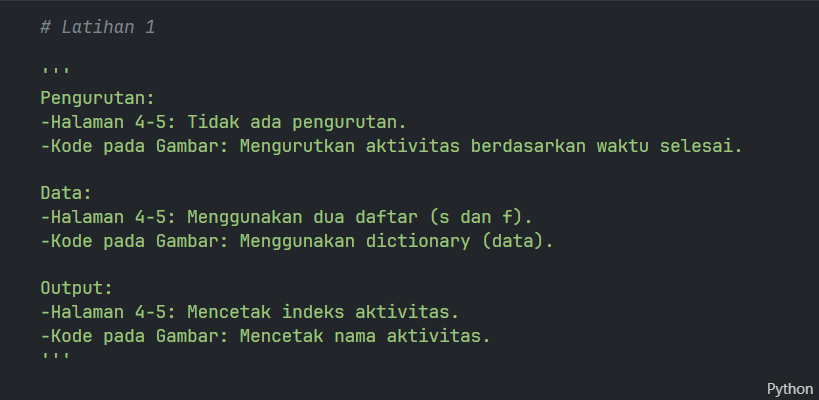 # Latihan 1
'''
Pengurutan:
-Halaman 4-5: Tidak ada pengurutan.
-Kode pada Gambar: Mengurutkan aktivitas berdasarkan waktu selesai.
Data:
-Halaman 4-5: Menggunakan dua daftar (s dan f).
-Kode pada Gambar: Menggunakan dictionary (data).
Output:
-Halaman 4-5: Mencetak indeks aktivitas.
-Kode pada Gambar: Mencetak nama aktivitas.
'''
Python